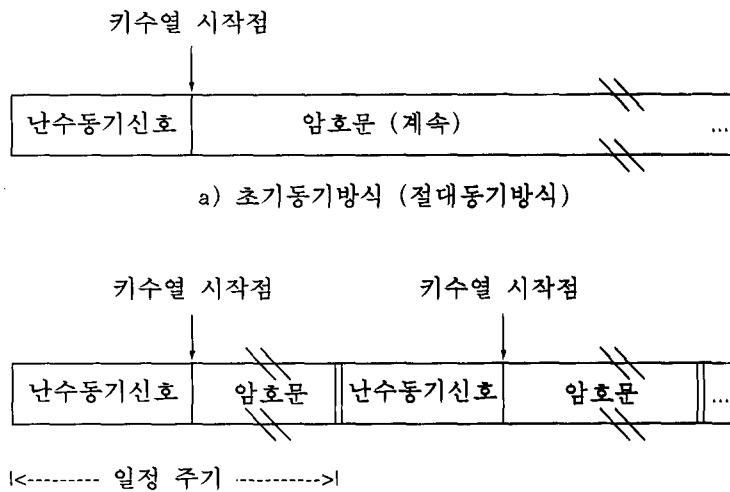 키수열 시작점
난수동기신호 암호문 (계속) ...
a) 초기동기방식 (절대동기방식)
키수열 시작점 키수열 시작점
난수동기신호 암호문 난수동기신호 암호문 ...
|<--------- 일정 주기 ---------->|